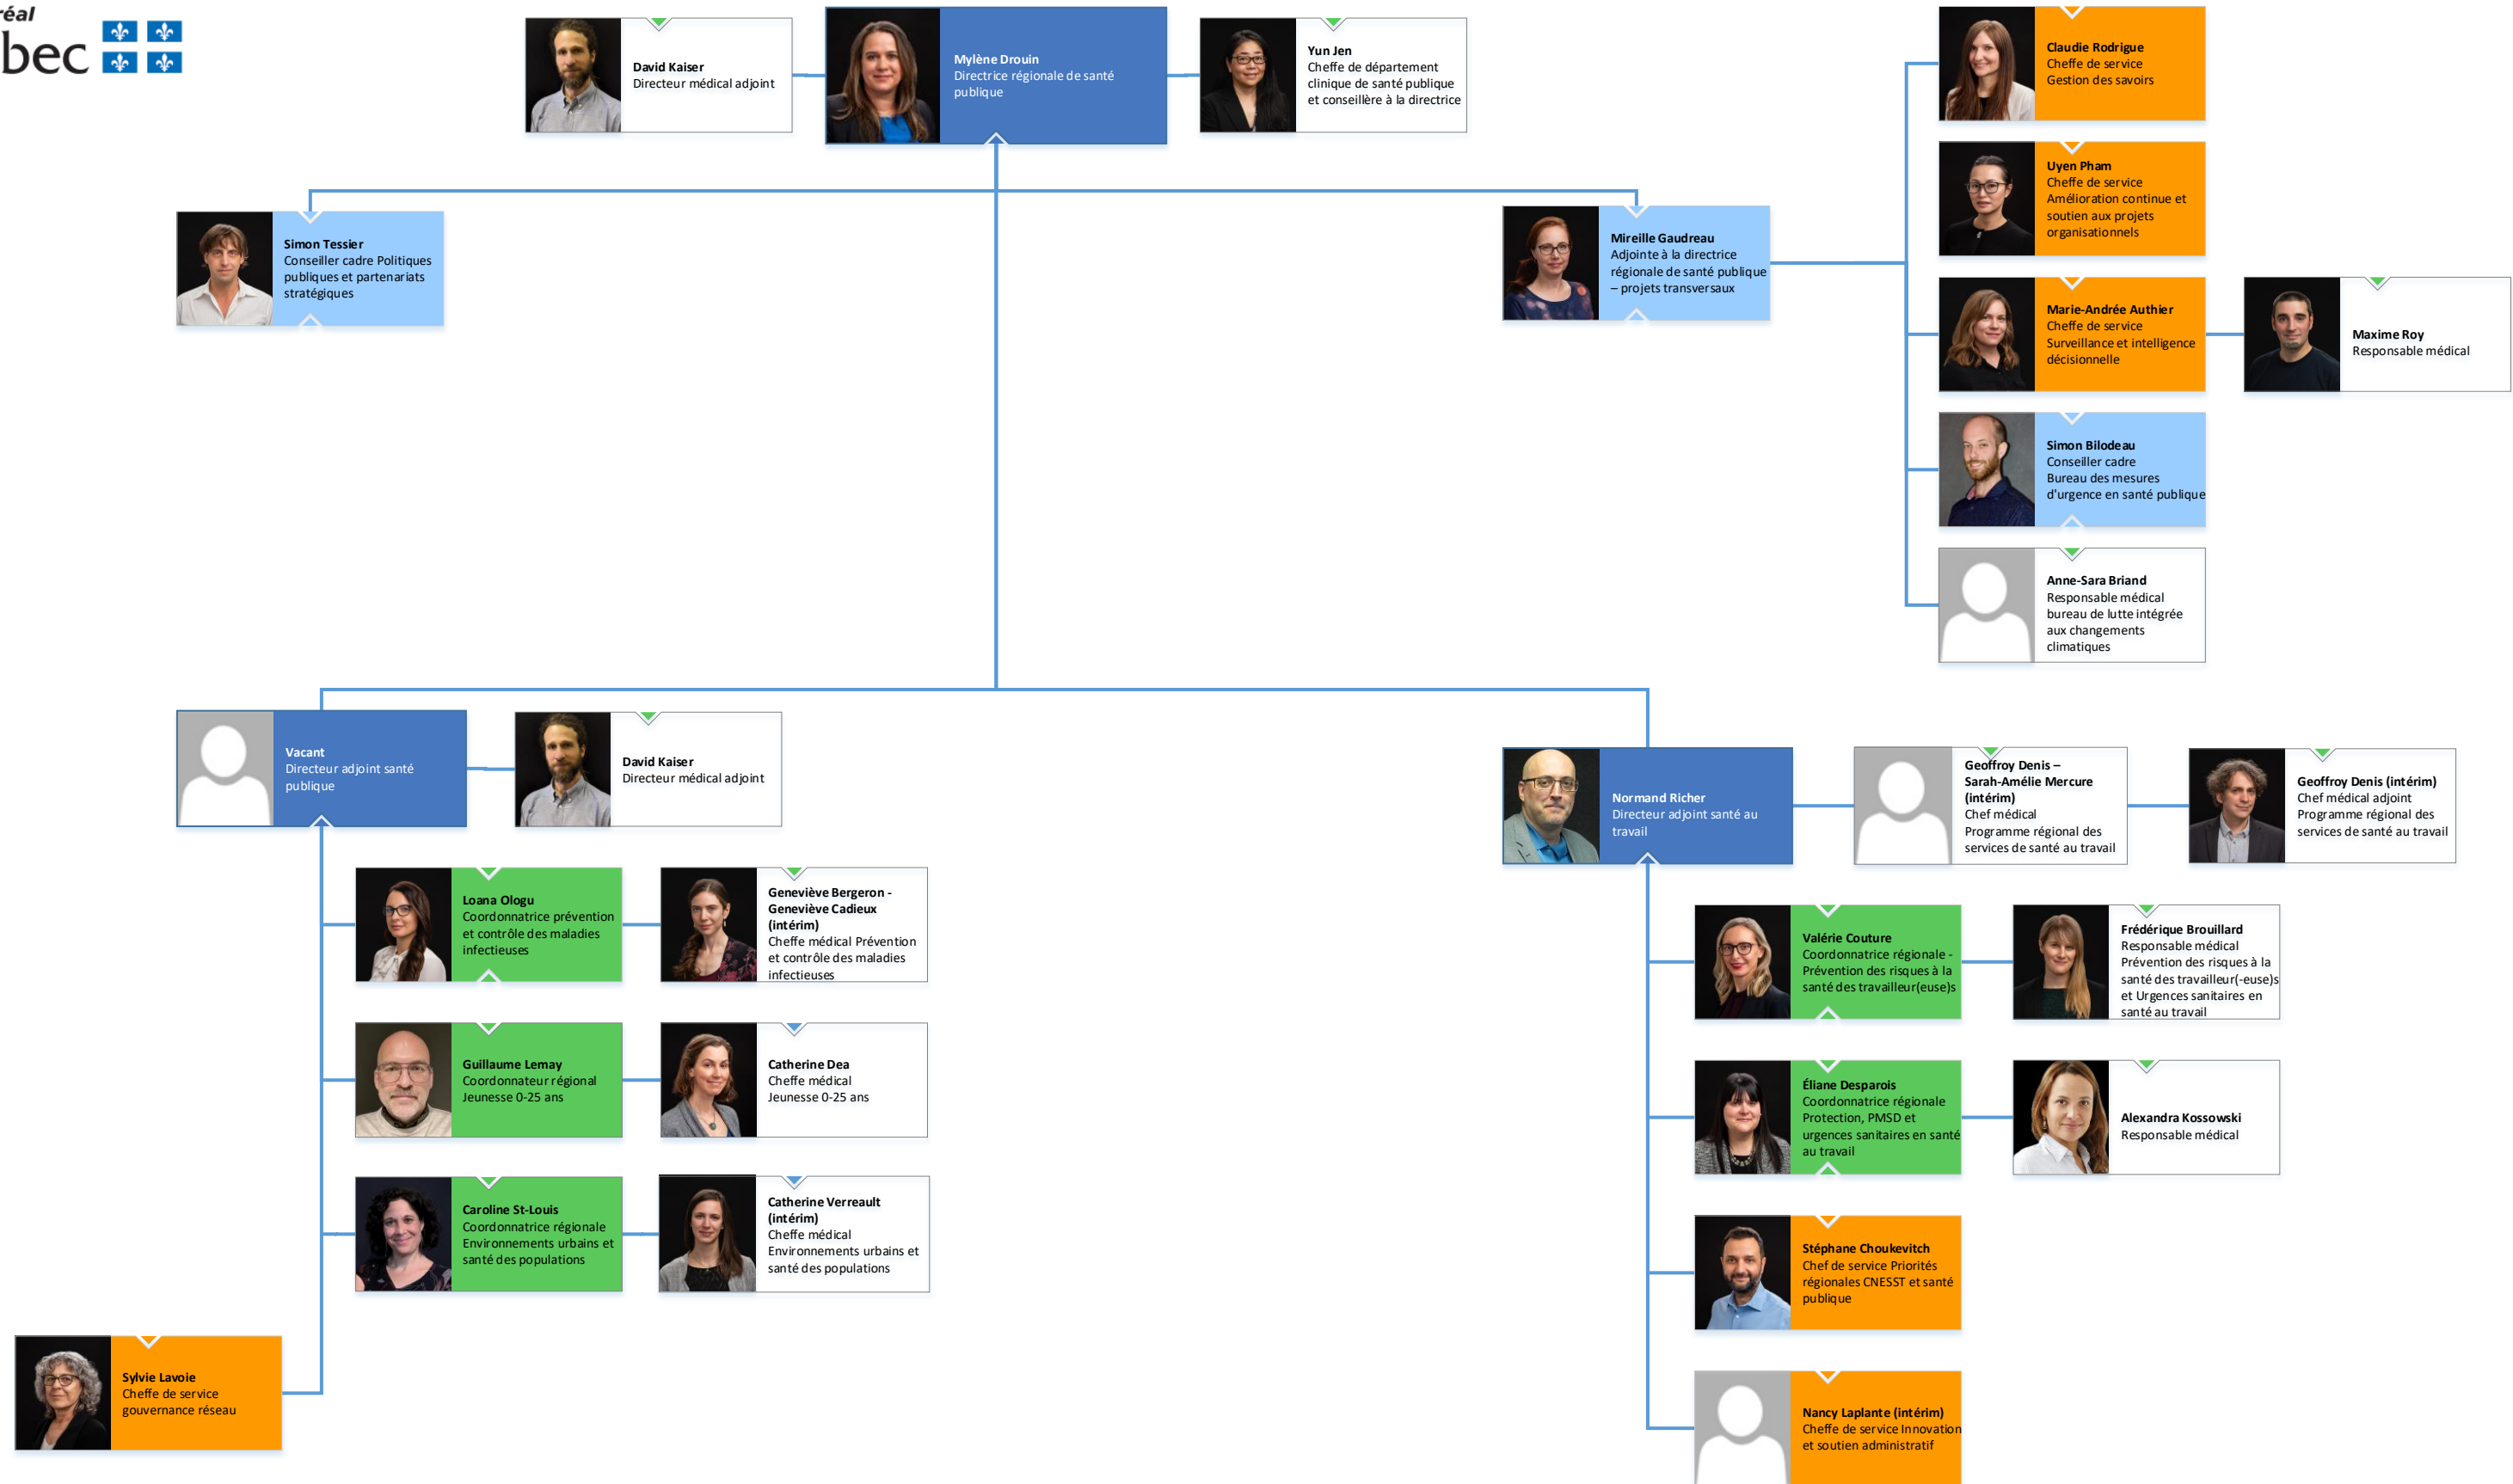 réal
bec
David Kaiser
Directeur médical adjoint
Mylène Drouin
Directrice régionale de santé
publique
Yun Jen
Cheffe de département
clinique de santé publique
et conseillère à la directrice
Claudie Rodrigue
Cheffe de service
Gestion des savoirs
Uyen Pham
Cheffe de service
Amélioration continue et
soutien aux projets
organisationnels
Simon Tessier
Conseiller cadre Politiques
publiques et partenariats
stratégiques
Mireille Gaudreau
Adjointe à la directrice
régionale de santé publique
– projets transversaux
Marie-Andrée Authier
Cheffe de service
Surveillance et intelligence
décisionnelle
Maxime Roy
Responsable médical
Simon Bilodeau
Conseiller cadre
Bureau des mesures
d'urgence en santé publique
Anne-Sara Briand
Responsable médical
bureau de lutte intégrée
aux changements
climatiques
Vacant
Directeur adjoint santé
publique
David Kaiser
Directeur médical adjoint
Normand Richer
Directeur adjoint santé au
travail
Geoffroy Denis –
Sarah-Amélie Mercure
(intérim)
Chef médical
Programme régional des
services de santé au travail
Geoffroy Denis (intérim)
Chef médical adjoint
Programme régional des
services de santé au travail
Loana Ologu
Coordonnatrice prévention
et contrôle des maladies
infectieuses
Geneviève Bergeron -
Geneviève Cadieux
(intérim)
Cheffe médical Prévention
et contrôle des maladies
infectieuses
Valérie Couture
Coordonnatrice régionale -
Prévention des risques à la
santé des travailleur(euse)s
Frédérique Brouillard
Responsable médical
Prévention des risques à la
santé des travailleur(-euse)s
et Urgences sanitaires en
santé au travail
Guillaume Lemay
Coordonnateur régional
Jeunesse 0-25 ans
Catherine Dea
Cheffe médical
Jeunesse 0-25 ans
Éliane Desparois
Coordonnatrice régionale
Protection, PMSD et
urgences sanitaires en santé
au travail
Alexandra Kossowski
Responsable médical
Caroline St-Louis
Coordonnatrice régionale
Environnements urbains et
santé des populations
Catherine Verreault
(intérim)
Cheffe médical
Environnements urbains et
santé des populations
Stéphane Choukevitch
Chef de service Priorités
régionales CNESST et santé
publique
Sylvie Lavoie
Cheffe de service
gouvernance réseau
Nancy Laplante (intérim)
Cheffe de service Innovation
et soutien administratif